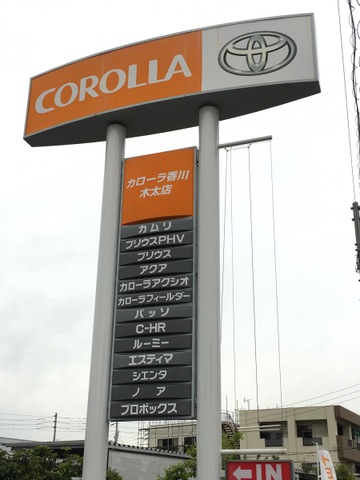 COROLLA
カローラ香川
木太店
カムリ
プリウスPHV
プリウス
アクア
カローラアクシオ
カローラフィールダー
パッソ
C-HR
ルーミー
エスティマ
シエンタ
ノア
プロボックス
IN